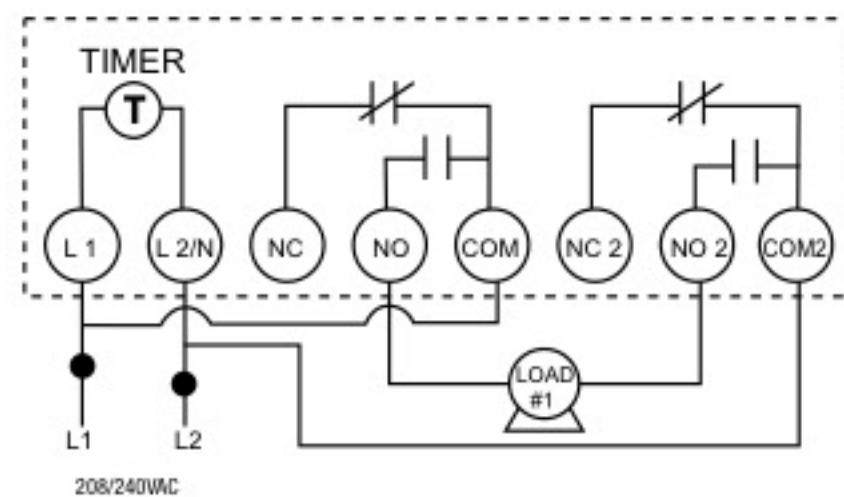 TIMER
T
L 1
L 2/N
NC
NO
COM
NC 2
NO 2
COM2
LOAD
#1
L1
L2
208/240VAC